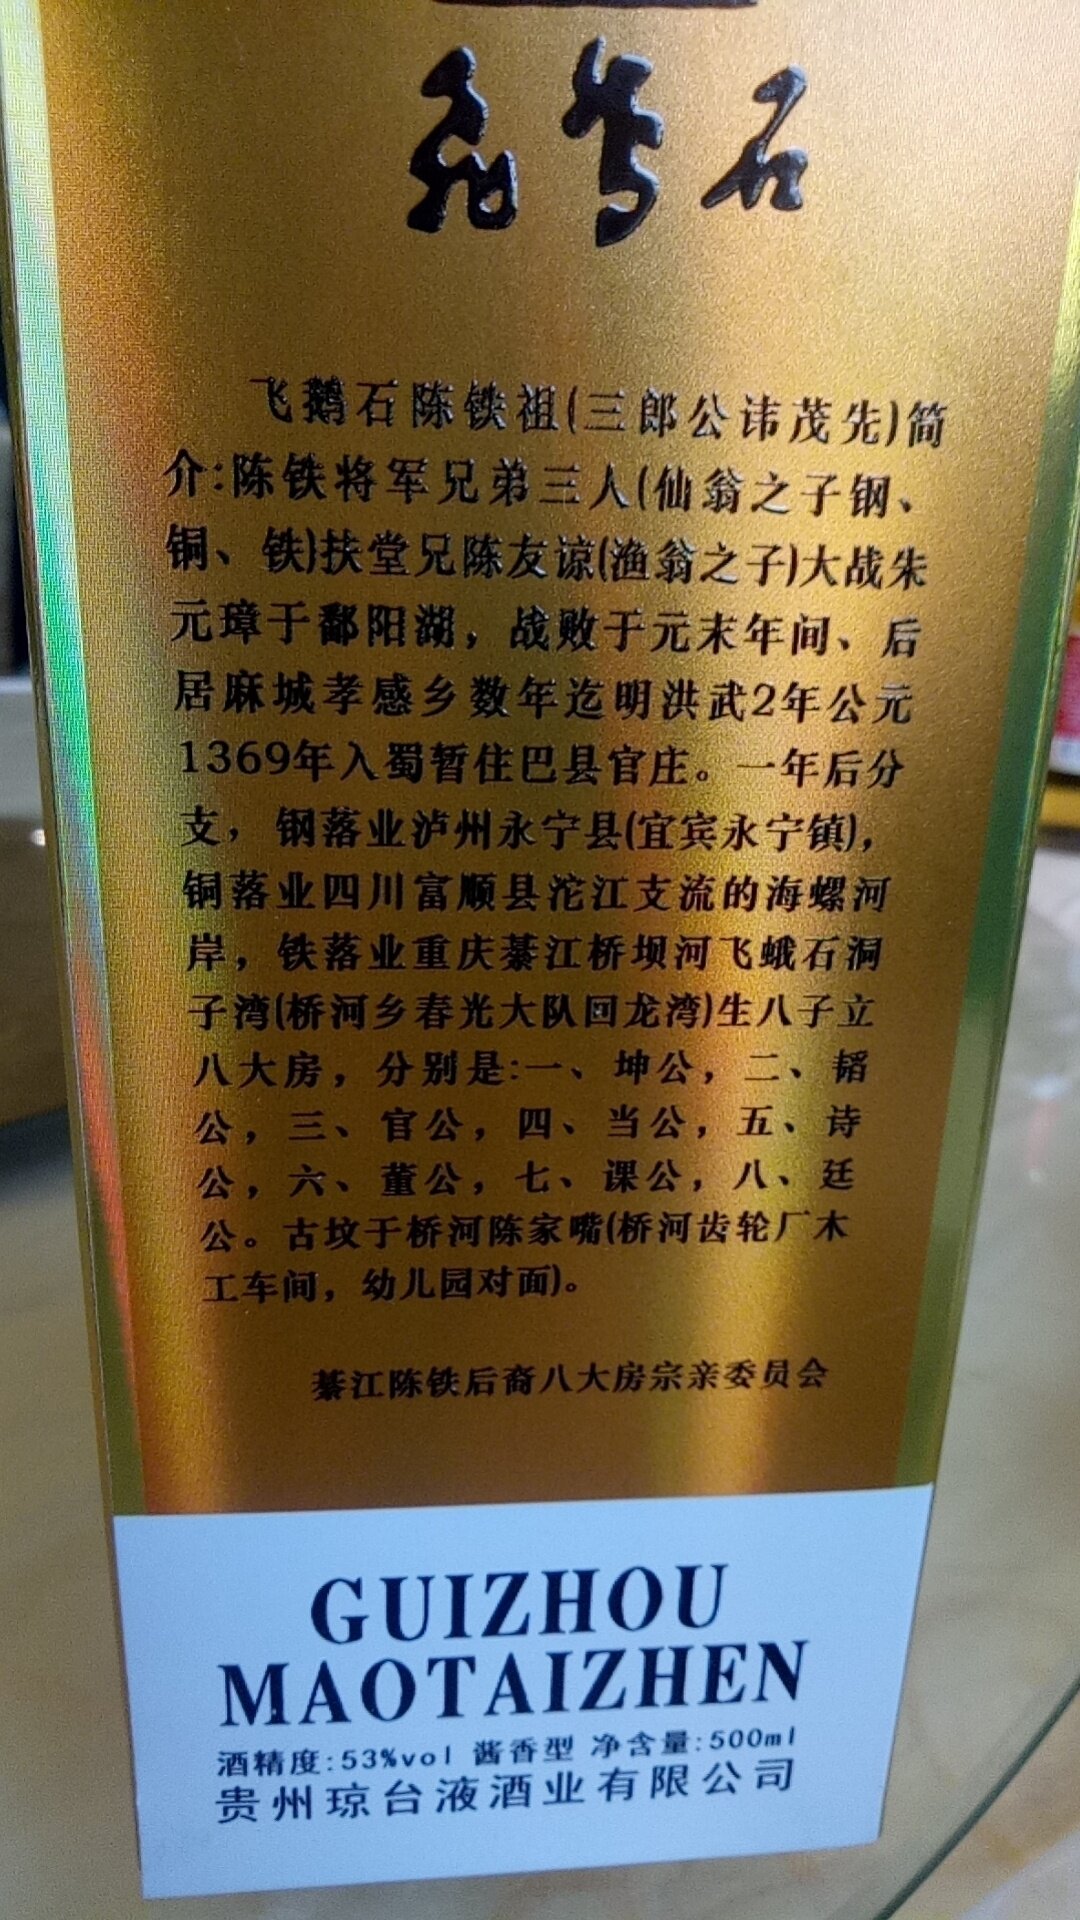 飞鹅石
飞鹅石陈铁祖(三郎公讳茂先)简
介:陈铁将军兄弟三人(仙翁之子钢、
铜、铁)扶堂兄陈友谅(渔翁之子)大战朱
元璋于鄱阳湖，战败于元末年间、后
居麻城孝感乡数年迄明洪武2年公元
1369年入蜀暂住巴县官庄。一年后分
支，钢落业泸州永宁县(宜宾永宁镇)，
铜落业四川富顺县沱江支流的海螺河
岸，铁落业重庆綦江桥坝河飞蛾石洞
子湾(桥河乡春光大队回龙湾)生八子立
八大房，分别是:一、坤公，二、韬
公，三、官公，四、当公，五、诗
公，六、董公，七、课公，八、廷
公。古坟于桥河陈家嘴(桥河齿轮厂木
工车间，幼儿园对面)。
綦江陈铁后裔八大房宗亲委员会
GUIZHOU
MAOTAIZHEN
酒精度:53%vol 酱香型 净含量:500ml
贵州琼台液酒业有限公司